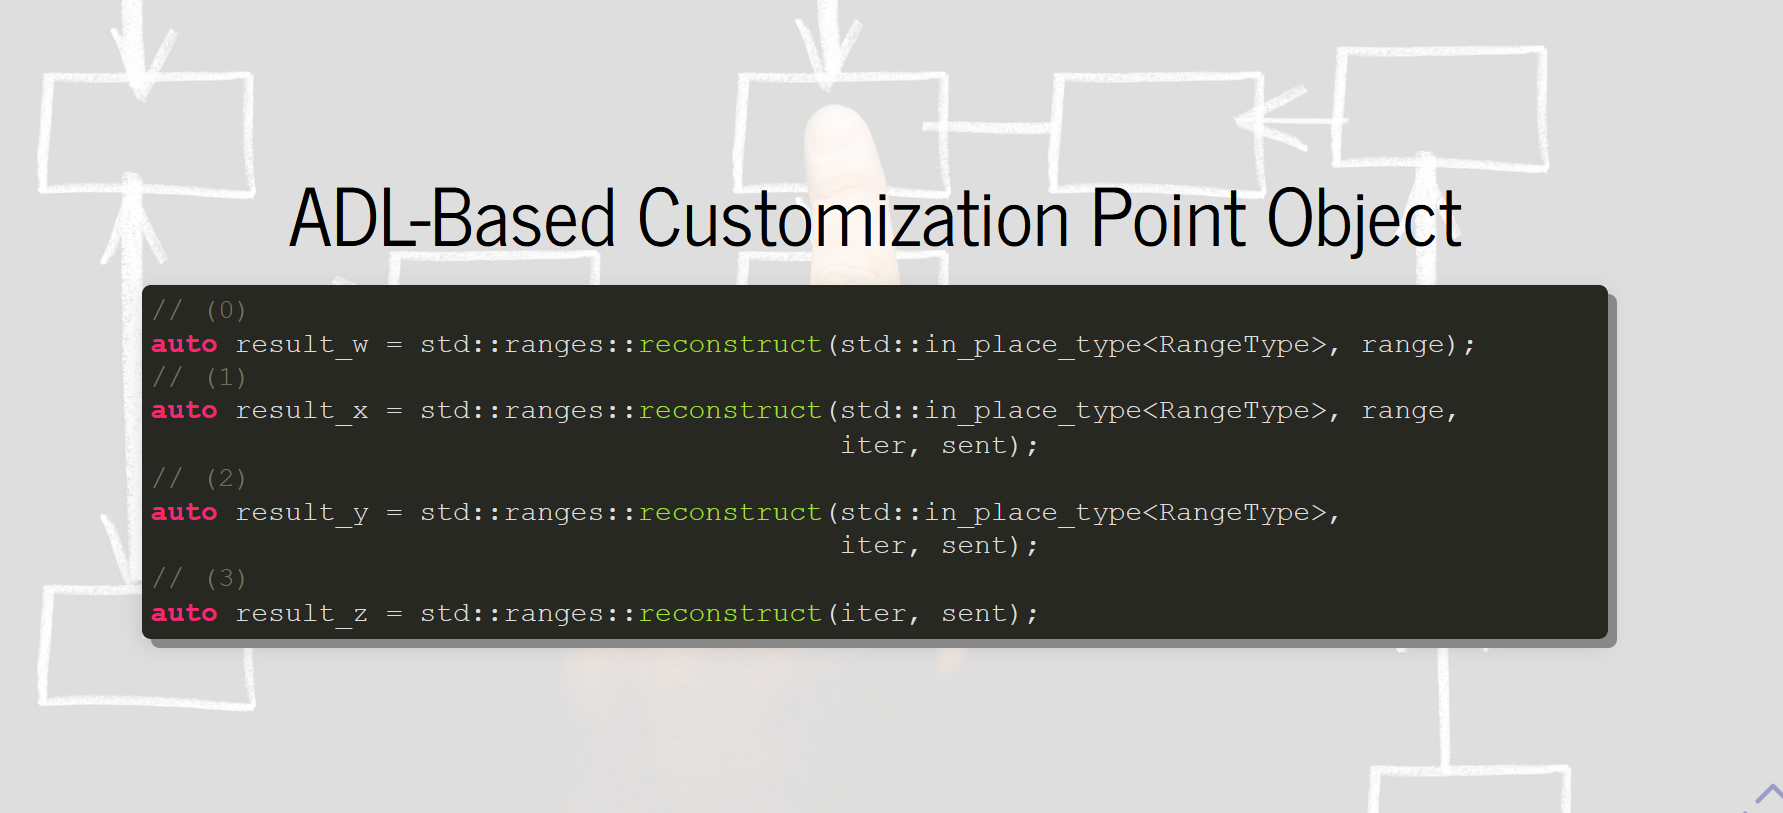 ADL-Based Customization Point Object
// (0)
auto result_w = std::ranges::reconstruct(std::in_place_type<RangeType>, range);
// (1)
auto result_x = std::ranges::reconstruct(std::in_place_type<RangeType>, range,
iter, sent);
// (2)
auto result_y = std::ranges::reconstruct(std::in_place_type<RangeType>,
iter, sent);
// (3)
auto result_z = std::ranges::reconstruct(iter, sent);